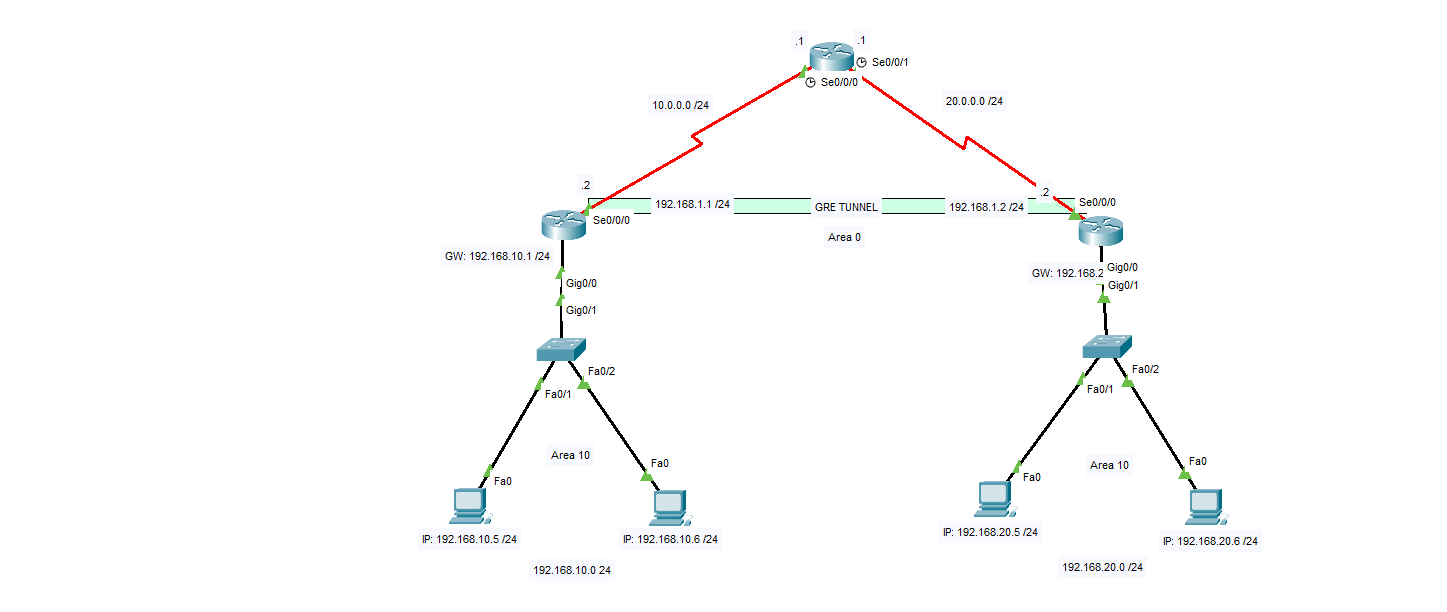 .1
.1
Se0/0/1
Se0/0/0
10.0.0.0 /24
20.0.0.0 /24
.2
.2
192.168.1.1 /24
GRE TUNNEL
192.168.1.2 /24
Se0/0/0
Se0/0/0
Area 0
GW: 192.168.10.1 /24
GW: 192.168.2
Gig0/0
Gig0/0
Gig0/1
Gig0/1
Fa0/2
Fa0/1
Fa0/2
Fa0/1
Area 10
Area 10
Fa0
Fa0
Fa0
Fa0
IP: 192.168.10.5 /24
IP: 192.168.10.6 /24
IP: 192.168.20.5 /24
IP: 192.168.20.6 /24
192.168.10.0 24
192.168.20.0 /24